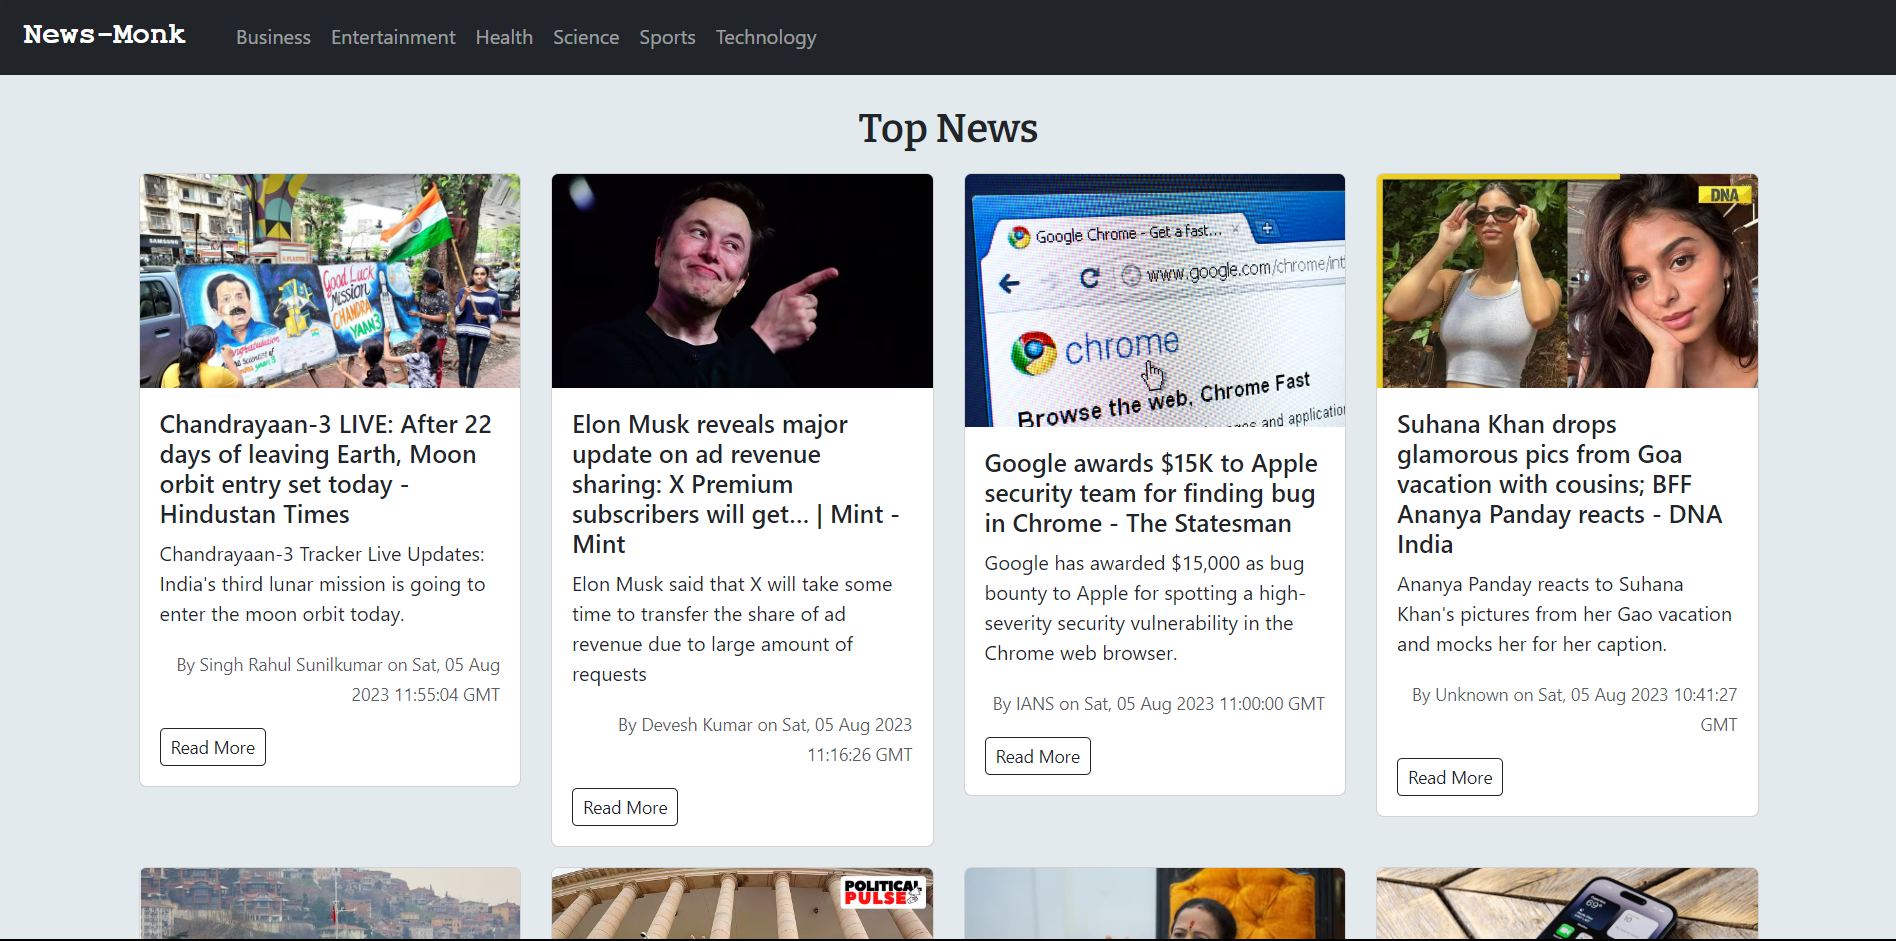 News-Monk
Business Entertainment Health Science Sports Technology
Top News
SAMSUNG
Good Luck
Mission
CHANDRA
YAAN3
Chandrayaan-3 LIVE: After 22
days of leaving Earth, Moon
orbit entry set today -
Hindustan Times
Chandrayaan-3 Tracker Live Updates:
India's third lunar mission is going to
enter the moon orbit today.
By Singh Rahul Sunilkumar on Sat, 05 Aug
2023 11:55:04 GMT
Read More
Elon Musk reveals major
update on ad revenue
sharing: X Premium
subscribers will get... | Mint -
Mint
Elon Musk said that X will take some
time to transfer the share of ad
revenue due to large amount of
requests
By Devesh Kumar on Sat, 05 Aug 2023
11:16:26 GMT
Read More
Google Chrome - Get a fast...
www.google.com/chrome/int
chrome
Browse the web, Chrome Fast
and application
Google awards $15K to Apple
security team for finding bug
in Chrome - The Statesman
Google has awarded $15,000 as bug
bounty to Apple for spotting a high-
severity security vulnerability in the
Chrome web browser.
By IANS on Sat, 05 Aug 2023 11:00:00 GMT
Read More
DNA
Suhana Khan drops
glamorous pics from Goa
vacation with cousins; BFF
Ananya Panday reacts - DNA
India
Ananya Panday reacts to Suhana
Khan's pictures from her Gao vacation
and mocks her for her caption.
By Unknown on Sat, 05 Aug 2023 10:41:27
GMT
Read More
POLITICAL
PULSE
69°
10